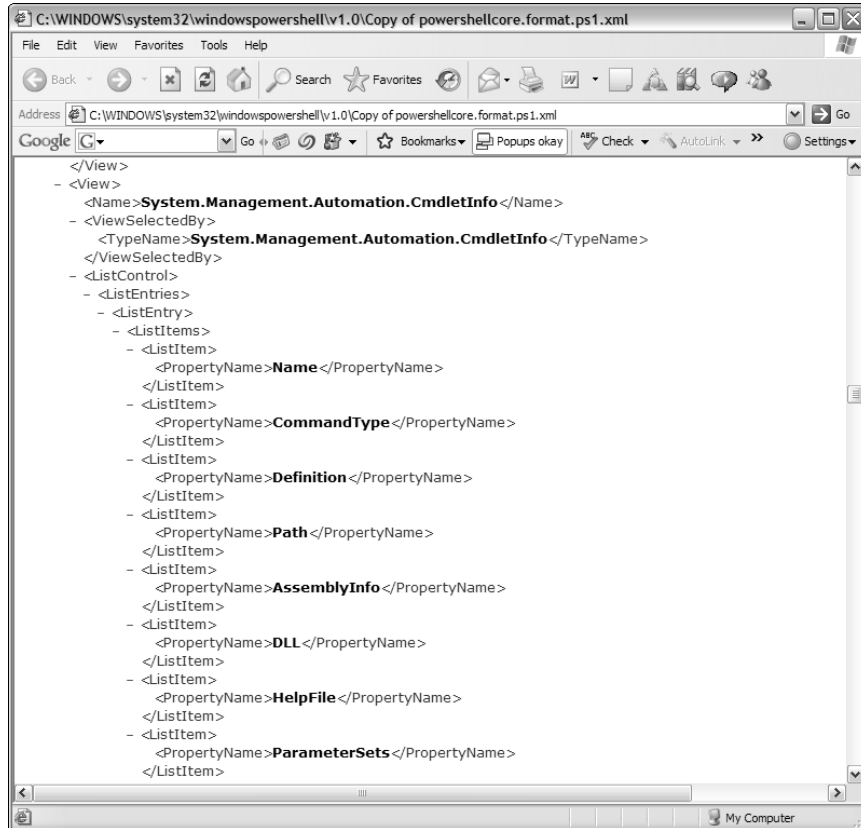 C:\WINDOWS\system32\windowspowershell\v1.0\Copy of powershellcore.format.ps1.xml
File Edit View Favorites Tools Help
Back Search Favorites
Address C:\WINDOWS\system32\windowspowershell\v1.0\Copy of powershellcore.format.ps1.xml Go
Google G Go Bookmarks Popups okay ABC Check AutoLink >> Settings
</View>
- <View>
<Name>System.Management.Automation.CmdletInfo</Name>
- <ViewSelectedBy>
<TypeName>System.Management.Automation.CmdletInfo</TypeName>
</ViewSelectedBy>
- <ListControl>
- <ListEntries>
- <ListEntry>
- <ListItems>
- <ListItem>
<PropertyName>Name</PropertyName>
</ListItem>
- <ListItem>
<PropertyName>CommandType</PropertyName>
</ListItem>
- <ListItem>
<PropertyName>Definition</PropertyName>
</ListItem>
- <ListItem>
<PropertyName>Path</PropertyName>
</ListItem>
- <ListItem>
<PropertyName>AssemblyInfo</PropertyName>
</ListItem>
- <ListItem>
<PropertyName>DLL</PropertyName>
</ListItem>
- <ListItem>
<PropertyName>HelpFile</PropertyName>
</ListItem>
- <ListItem>
<PropertyName>ParameterSets</PropertyName>
</ListItem>
My Computer